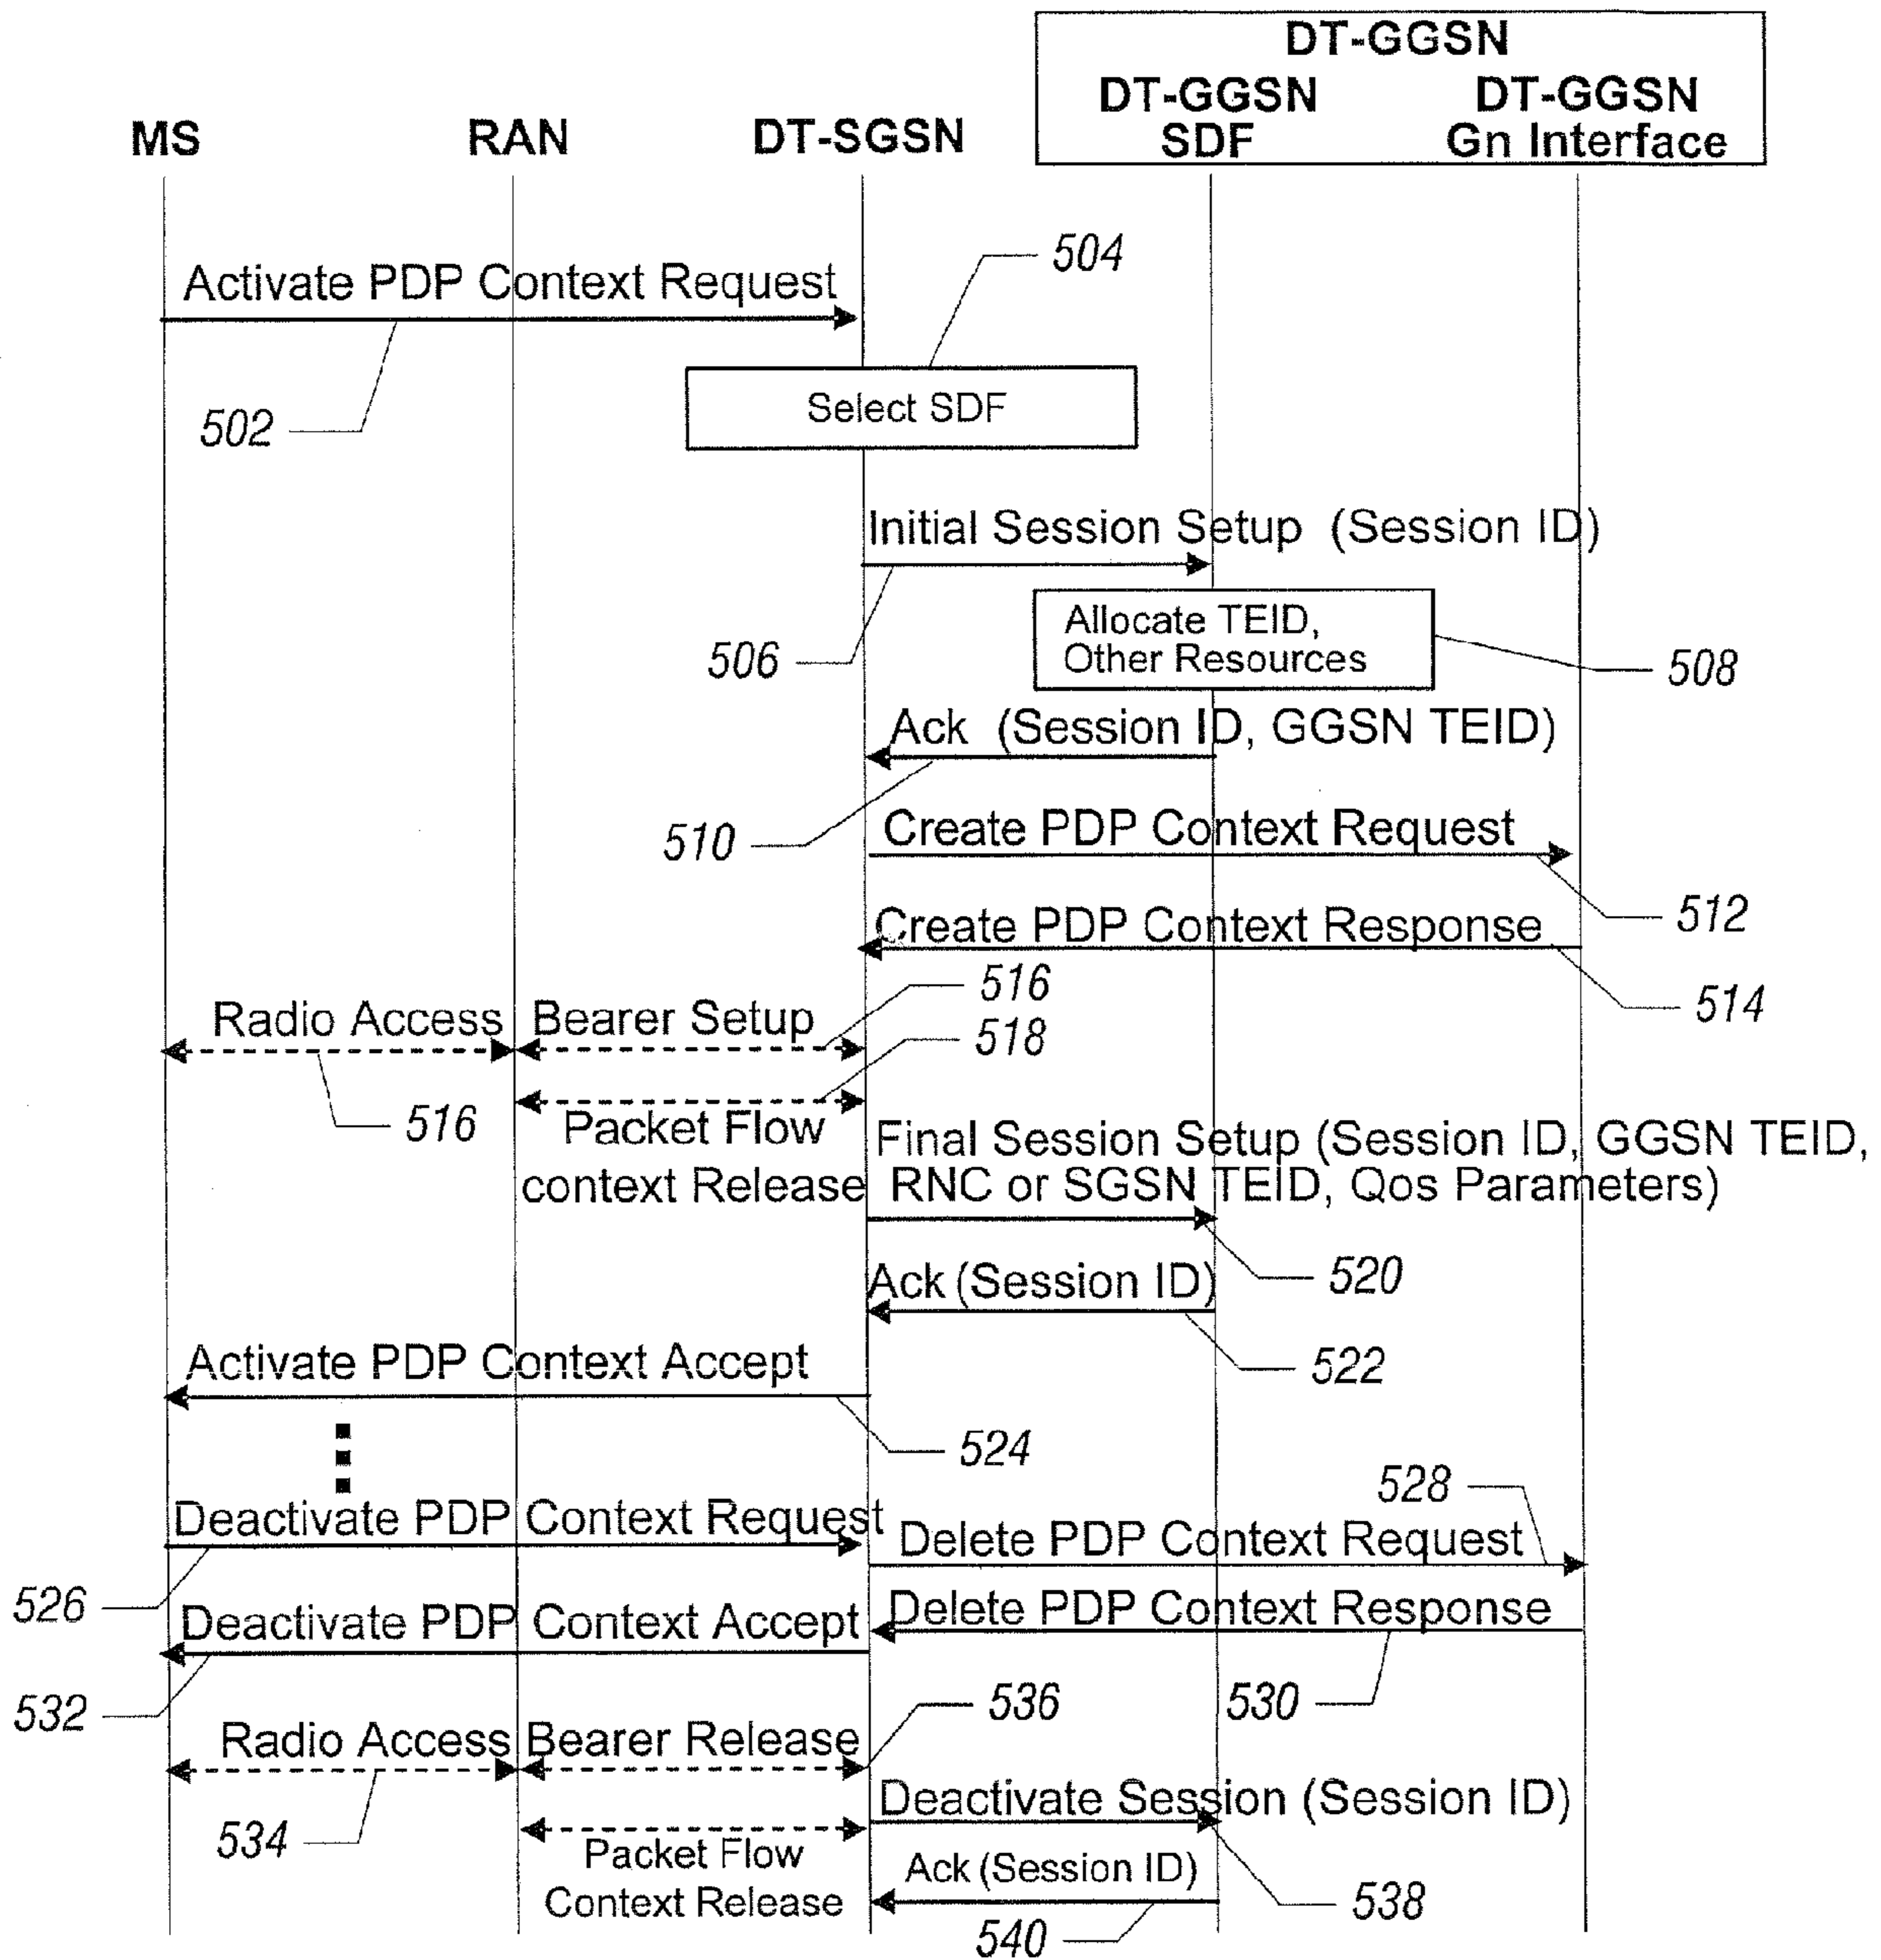 DT-GGSN
DT-GGSN
SDF
DT-GGSN
Gn Interface
MS
RAN
DT-SGSN
504
Activate PDP Context Request
502
Select SDF
Initial Session Setup (Session ID)
506
Allocate TEID,
Other Resources
508
Ack (Session ID, GGSN TEID)
510
Create PDP Context Request
512
Create PDP Context Response
514
516
Radio Access
Bearer Setup
518
516
Packet Flow
context Release
Final Session Setup (Session ID, GGSN TEID,
RNC or SGSN TEID, Qos Parameters)
520
Ack (Session ID)
522
Activate PDP Context Accept
524
528
Deactivate PDP Context Request
Delete PDP Context Request
526
Deactivate PDP Context Accept
Delete PDP Context Response
532
530
536
Radio Access
Bearer Release
534
Deactivate Session (Session ID)
538
Packet Flow
Context Release
Ack (Session ID)
540